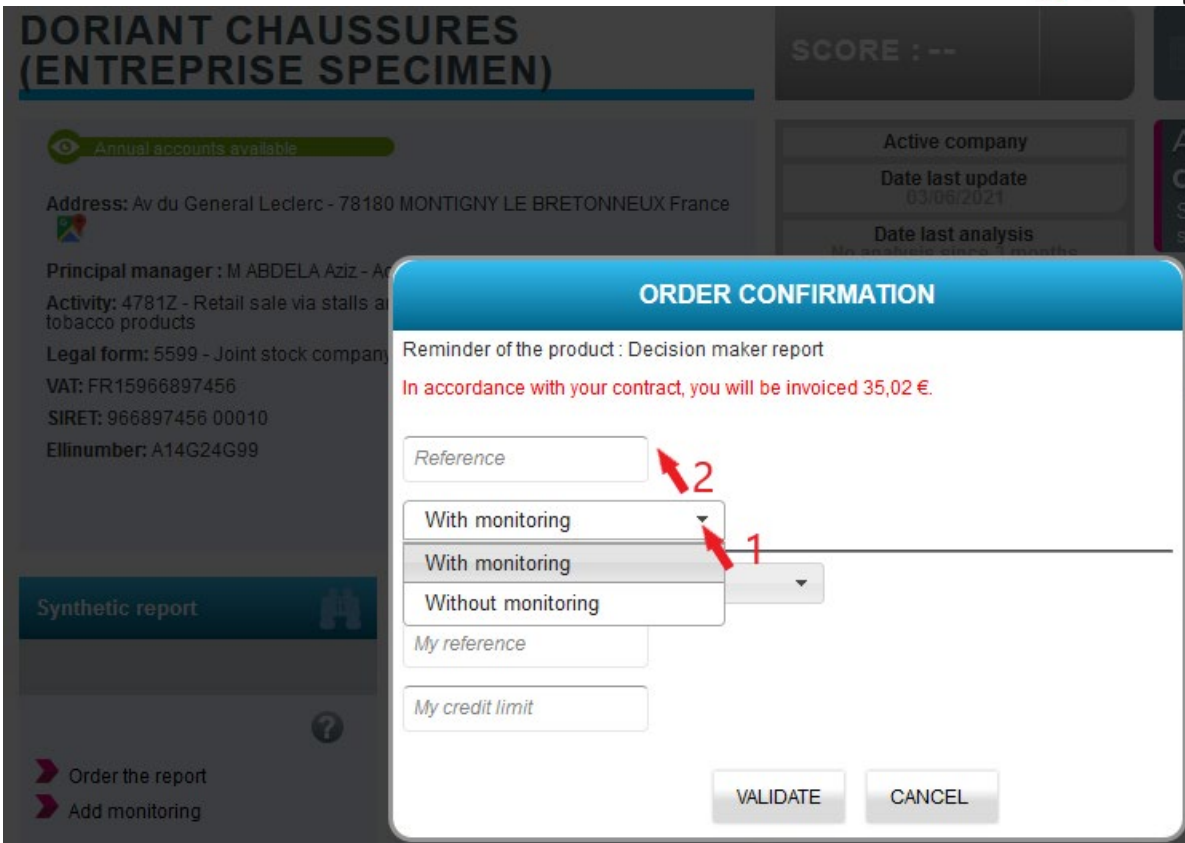 DORIANT CHAUSSURES
(ENTREPRISE SPECIMEN)
SCORE : --
Annual accounts available
Address: Av du General Leclerc - 78180 MONTIGNY LE BRETONNEUX France
Principal manager : M ABDELA Aziz -
Activity: 4781Z - Retail sale via stalls
tobacco products
Legal form: 5599 - Joint stock company
VAT: FR15966897456
SIRET: 966897456 00010
Ellinumber: A14G24G99
Active company
Date last update
03/06/2021
Date last analysis
No analysis since 3 months
Synthetic report
Order the report
Add monitoring
ORDER CONFIRMATION
Reminder of the product : Decision maker report
In accordance with your contract, you will be invoiced 35,02 €.
Reference
2
With monitoring
1
With monitoring
Without monitoring
My reference
My credit limit
VALIDATE
CANCEL